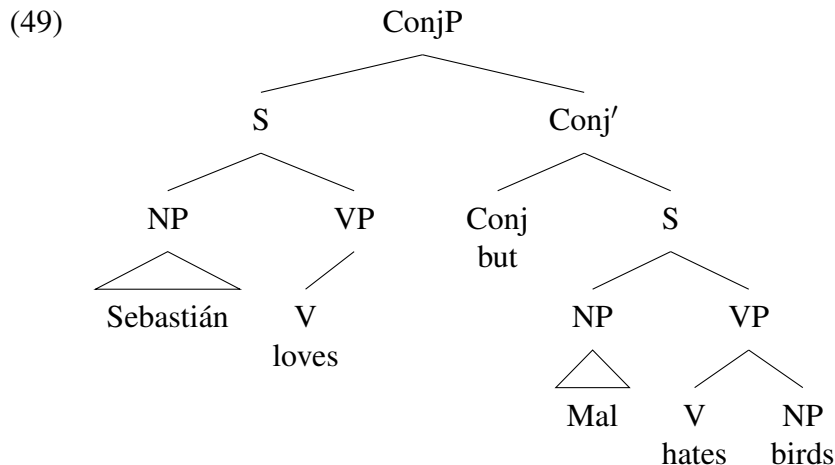 (49) ConjP
S Conj′
NP VP Conj S
but
Sebastián V NP VP
loves
Mal V NP
hates birds